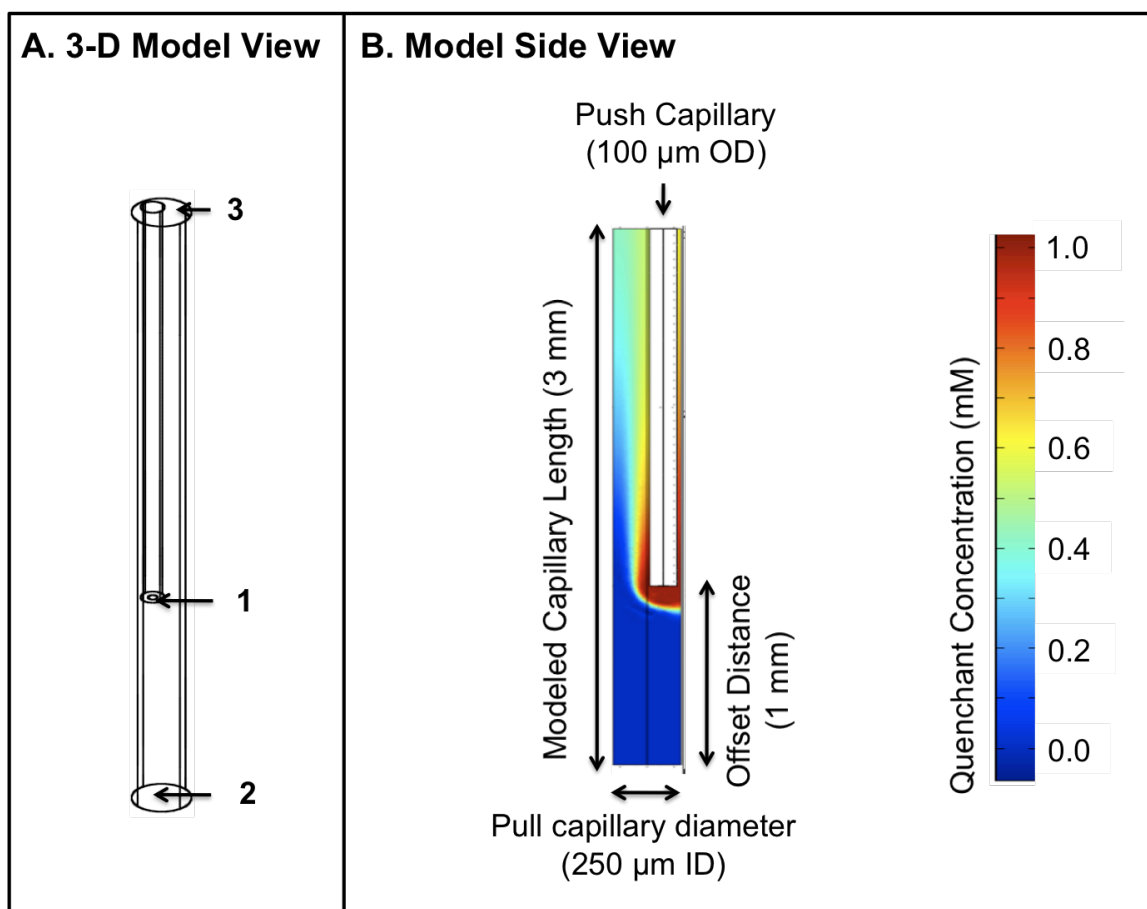 A. 3-D Model View
3
1
2
B. Model Side View
Push Capillary
(100 µm OD)
Modeled Capillary Length (3 mm)
Offset Distance
(1 mm)
Pull capillary diameter
(250 µm ID)
Quenchant Concentration (mM)
1.0
0.8
0.6
0.4
0.2
0.0